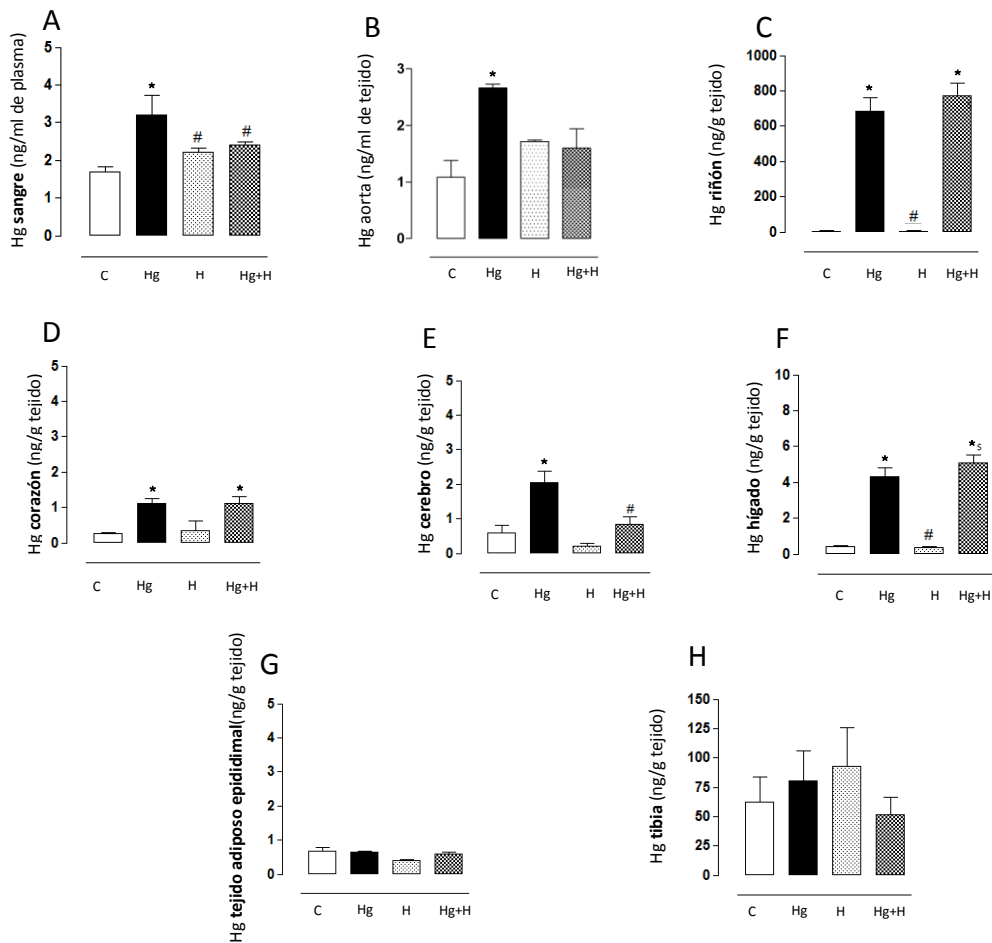 A
Hg sangre (ng/ml de plasma)
5
4
3
2
1
0
*
#
#
C Hg H Hg+H
B
Hg aorta (ng/ml de tejido)
3
2
1
0
*
C Hg H Hg+H
C
Hg riñón (ng/g tejido)
1000
800
600
400
200
0
*
#
*
C Hg H Hg+H
D
Hg corazón (ng/g tejido)
5
4
3
2
1
0
*
*
C Hg H Hg+H
E
Hg cerebro (ng/g tejido)
5
4
3
2
1
0
*
#
C Hg H Hg+H
F
Hg hígado (ng/g tejido)
10
8
6
4
2
0
*
#
*$
C Hg H Hg+H
G
Hg tejido adiposo epididimal(ng/g tejido)
5
4
3
2
1
0
C Hg H Hg+H
H
Hg tibia (ng/g tejido)
150
125
100
75
50
25
0
C Hg H Hg+H